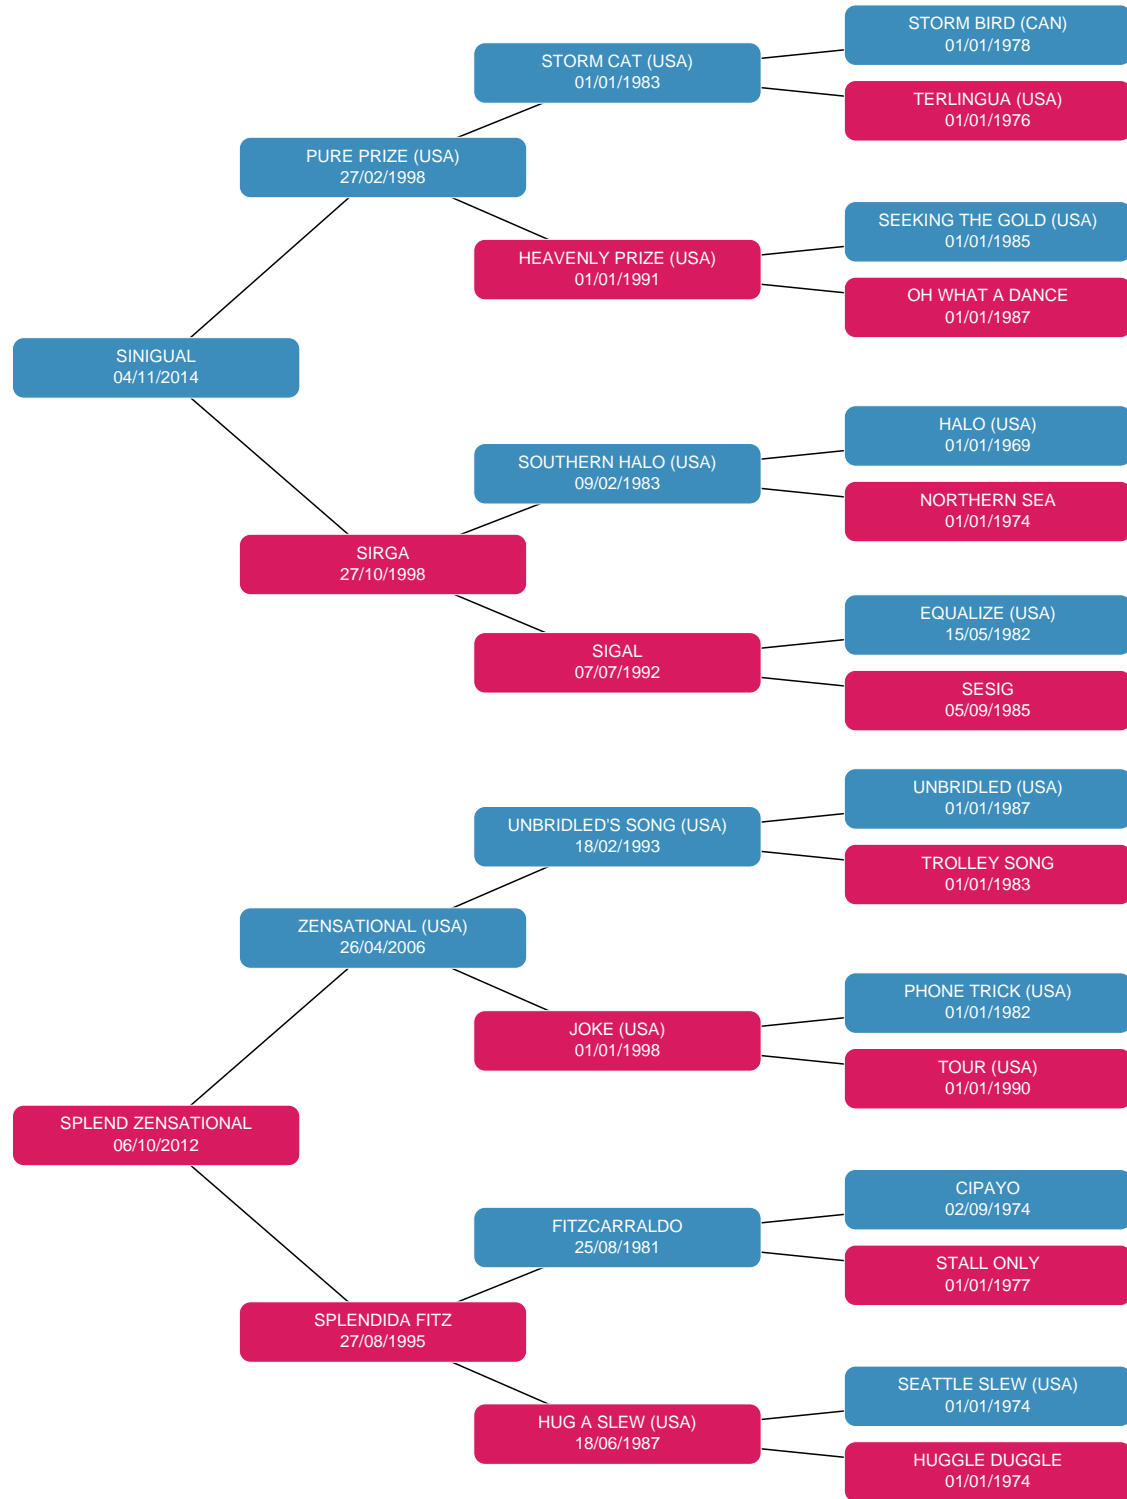 STORM BIRD (CAN)
01/01/1978
STORM CAT (USA)
01/01/1983
TERLINGUA (USA)
01/01/1976
PURE PRIZE (USA)
27/02/1998
SEEKING THE GOLD (USA)
01/01/1985
HEAVENLY PRIZE (USA)
01/01/1991
OH WHAT A DANCE
01/01/1987
SINIGUAL
04/11/2014
HALO (USA)
01/01/1969
SOUTHERN HALO (USA)
09/02/1983
NORTHERN SEA
01/01/1974
SIRGA
27/10/1998
EQUALIZE (USA)
15/05/1982
SIGAL
07/07/1992
SESIG
05/09/1985
UNBRIDLED (USA)
01/01/1987
UNBRIDLED'S SONG (USA)
18/02/1993
TROLLEY SONG
01/01/1983
ZENSATIONAL (USA)
26/04/2006
PHONE TRICK (USA)
01/01/1982
JOKE (USA)
01/01/1998
TOUR (USA)
01/01/1990
SPLEND ZENSATIONAL
06/10/2012
CIPAYO
02/09/1974
FITZCARRALDO
25/08/1981
STALL ONLY
01/01/1977
SPLENDIDA FITZ
27/08/1995
SEATTLE SLEW (USA)
01/01/1974
HUG A SLEW (USA)
18/06/1987
HUGGLE DUGGLE
01/01/1974